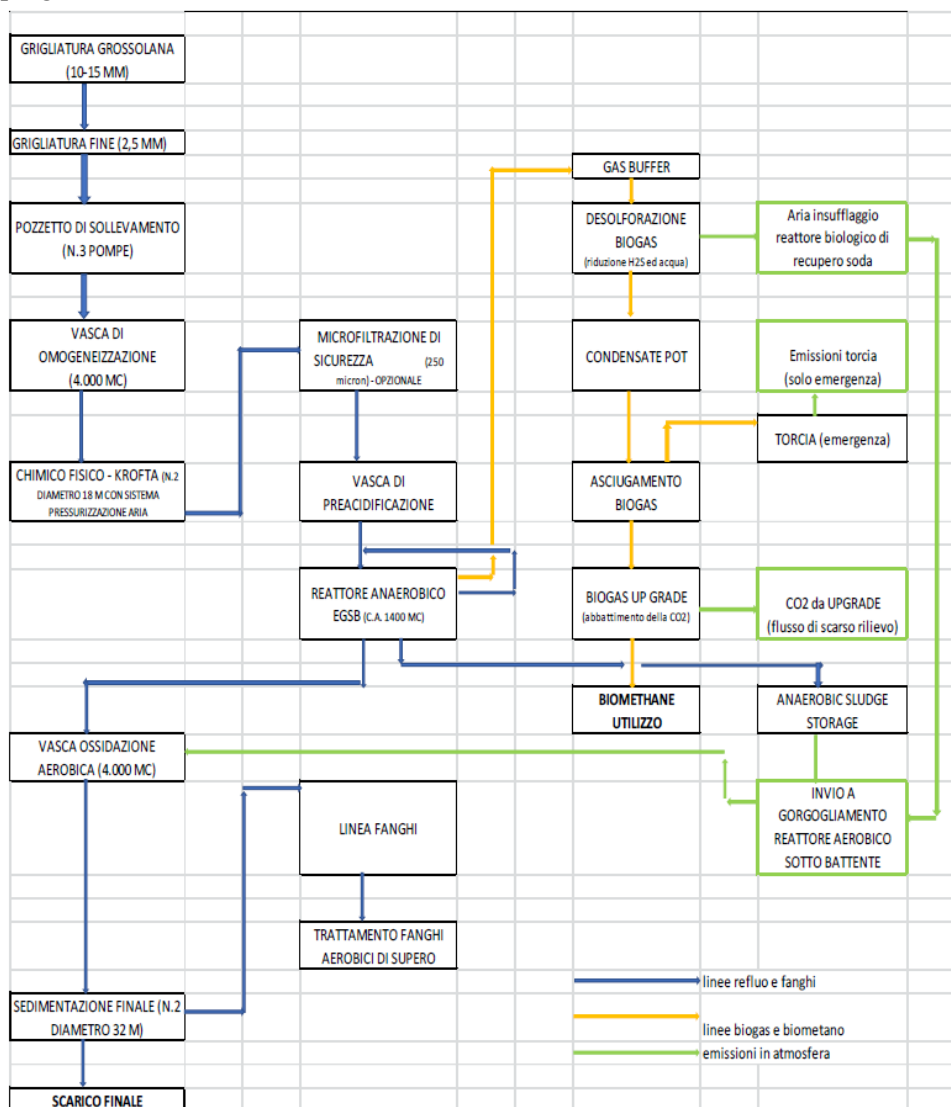 GRIGLIATURA GROSSOLANA
(10-15 MM)
GRIGLIATURA FINE (2,5 MM)
POZZETTO DI SOLLEVAMENTO
(N.3 POMPE)
VASCA DI
OMOGENEIZZAZIONE
(4.000 MC)
CHIMICO FISICO - KROFTA (N.2
DIAMETRO 18 M CON SISTEMA
PRESSURIZZAZIONE ARIA
MICROFILTRAZIONE DI
SICUREZZA (250
micron) - OPZIONALE
VASCA DI
PREACIDIFICAZIONE
REATTORE ANAEROBICO
EGSB (C.A. 1400 MC)
GAS BUFFER
DESOLFORAZIONE
BIOGAS
(riduzione H2S ed acqua)
Aria insufflaggio
reattore biologico di
recupero soda
CONDENSATE POT
Emissioni torcia
(solo emergenza)
TORCIA (emergenza)
ASCIUGAMENTO
BIOGAS
BIOGAS UP GRADE
(abbattimento della CO2)
CO2 da UPGRADE
(flusso di scarso rilievo)
BIOMETHANE
UTILIZZO
ANAEROBIC SLUDGE
STORAGE
VASCA OSSIDAZIONE
AEROBICA (4.000 MC)
INVIO A
GORGOGLIAMENTO
REATTORE AEROBICO
SOTTO BATTENTE
LINEA FANGHI
TRATTAMENTO FANGHI
AEROBICI DI SUPERO
SEDIMENTAZIONE FINALE (N.2
DIAMETRO 32 M)
SCARICO FINALE
linee refluo e fanghi
linee biogas e biometano
emissioni in atmosfera